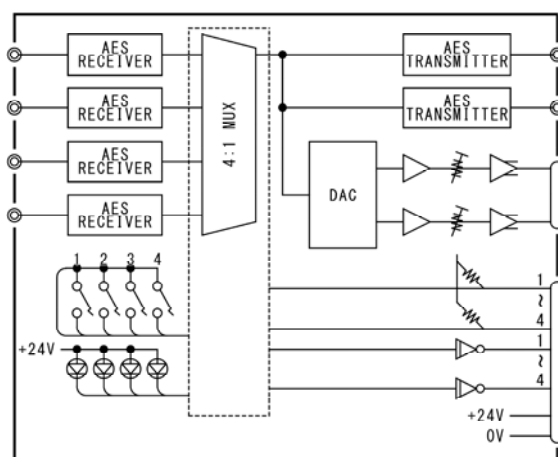 AES
RECEIVER
AES
RECEIVER
AES
RECEIVER
AES
RECEIVER
4:1 MUX
AES
TRANSMITTER
AES
TRANSMITTER
DAC
1 2 3 4
+24V
1
~
4
1
~
4
+24V
0V